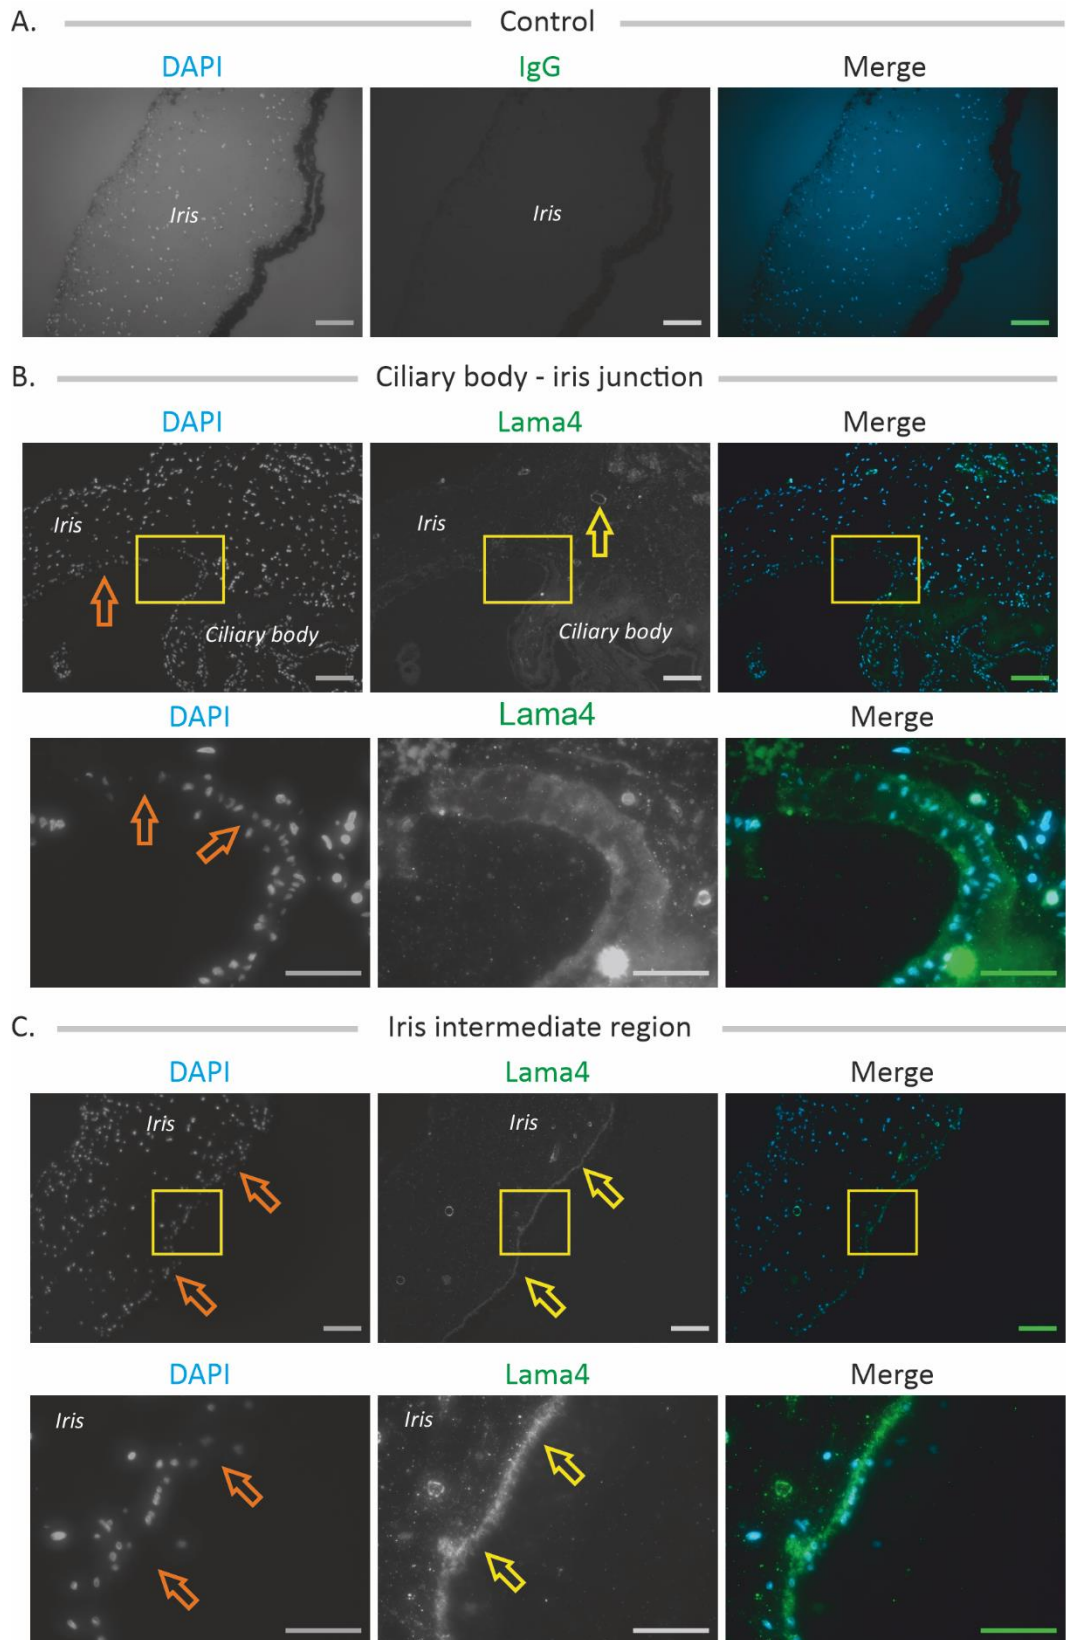 A. Control
DAPI IgG Merge
Iris Iris
B. Ciliary body - iris junction
DAPI Lama4 Merge
Iris Iris
Ciliary body Ciliary body
DAPI Lama4 Merge
C. Iris intermediate region
DAPI Lama4 Merge
Iris Iris
DAPI Lama4 Merge
Iris Iris